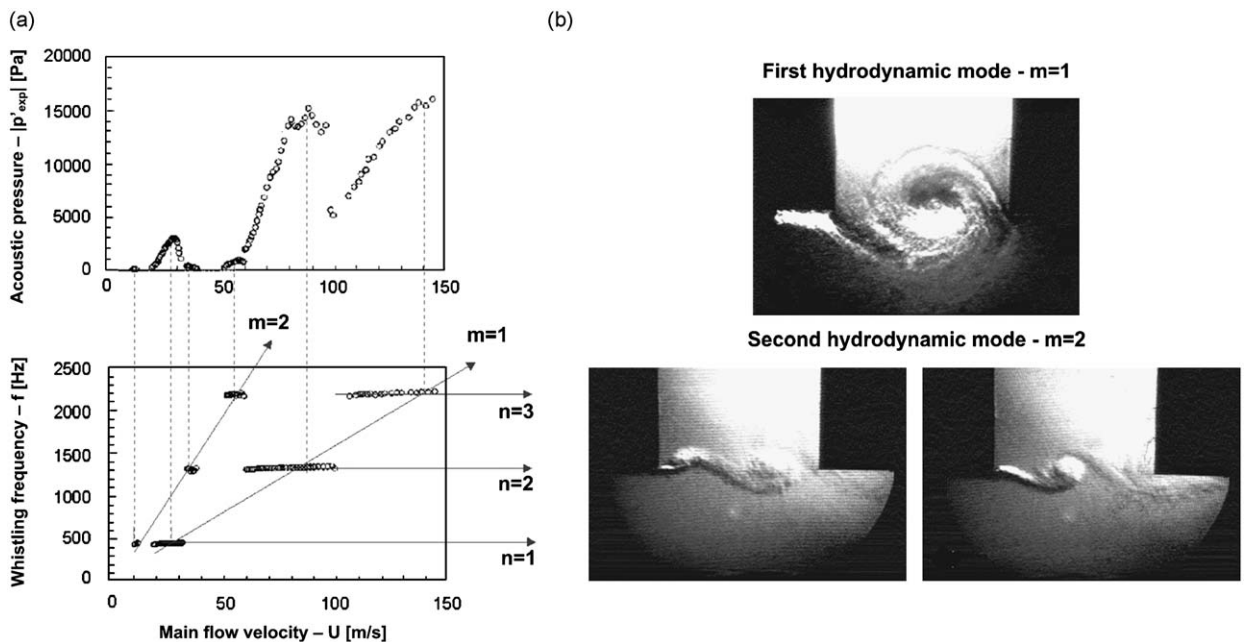 (a)
20000
15000
10000
5000
0
Acoustic pressure – |p'exp| [Pa]
0 50 100 150
m=2
m=1
2500
2000
1500
1000
500
0
Whistling frequency – f [Hz]
n=3
n=2
n=1
0 50 100 150
Main flow velocity – U [m/s]
(b)
First hydrodynamic mode - m=1
Second hydrodynamic mode - m=2